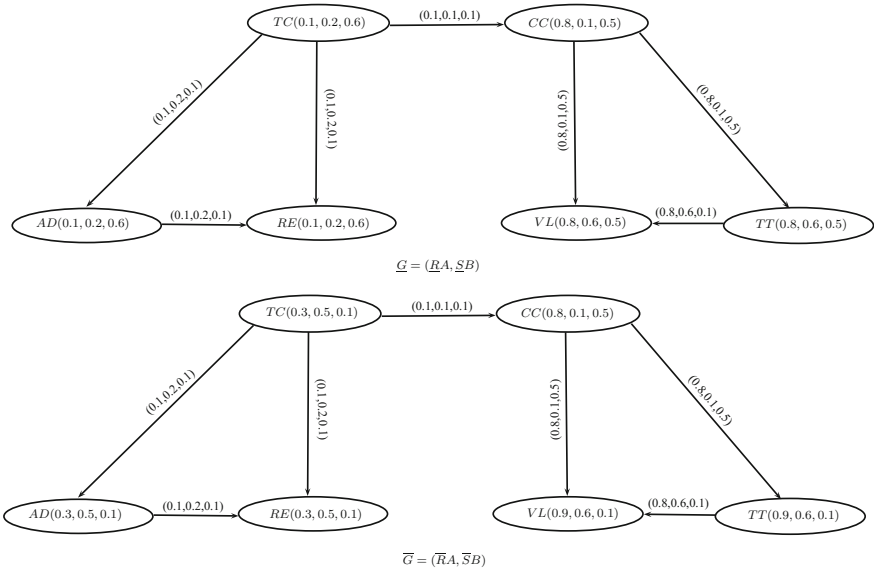 TC(0.1, 0.2, 0.6)
(0.1,0.1,0.1)
CC(0.8, 0.1, 0.5)
(0.1,0.2,0.1)
(0.1,0.2,0.1)
(0.8,0.1,0.5)
(0.8,0.1,0.5)
AD(0.1, 0.2, 0.6)
(0.1,0.2,0.1)
RE(0.1, 0.2, 0.6)
VL(0.8, 0.6, 0.5)
(0.8,0.6,0.1)
TT(0.8, 0.6, 0.5)
G̲ = (R̲A, S̲B)
TC(0.3, 0.5, 0.1)
(0.1,0.1,0.1)
CC(0.8, 0.1, 0.5)
(0.1,0.2,0.1)
(0.1,0.2,0.1)
(0.8,0.1,0.5)
(0.8,0.1,0.5)
AD(0.3, 0.5, 0.1)
(0.1,0.2,0.1)
RE(0.3, 0.5, 0.1)
VL(0.9, 0.6, 0.1)
(0.8,0.6,0.1)
TT(0.9, 0.6, 0.1)
G̅ = (R̅A, S̅B)